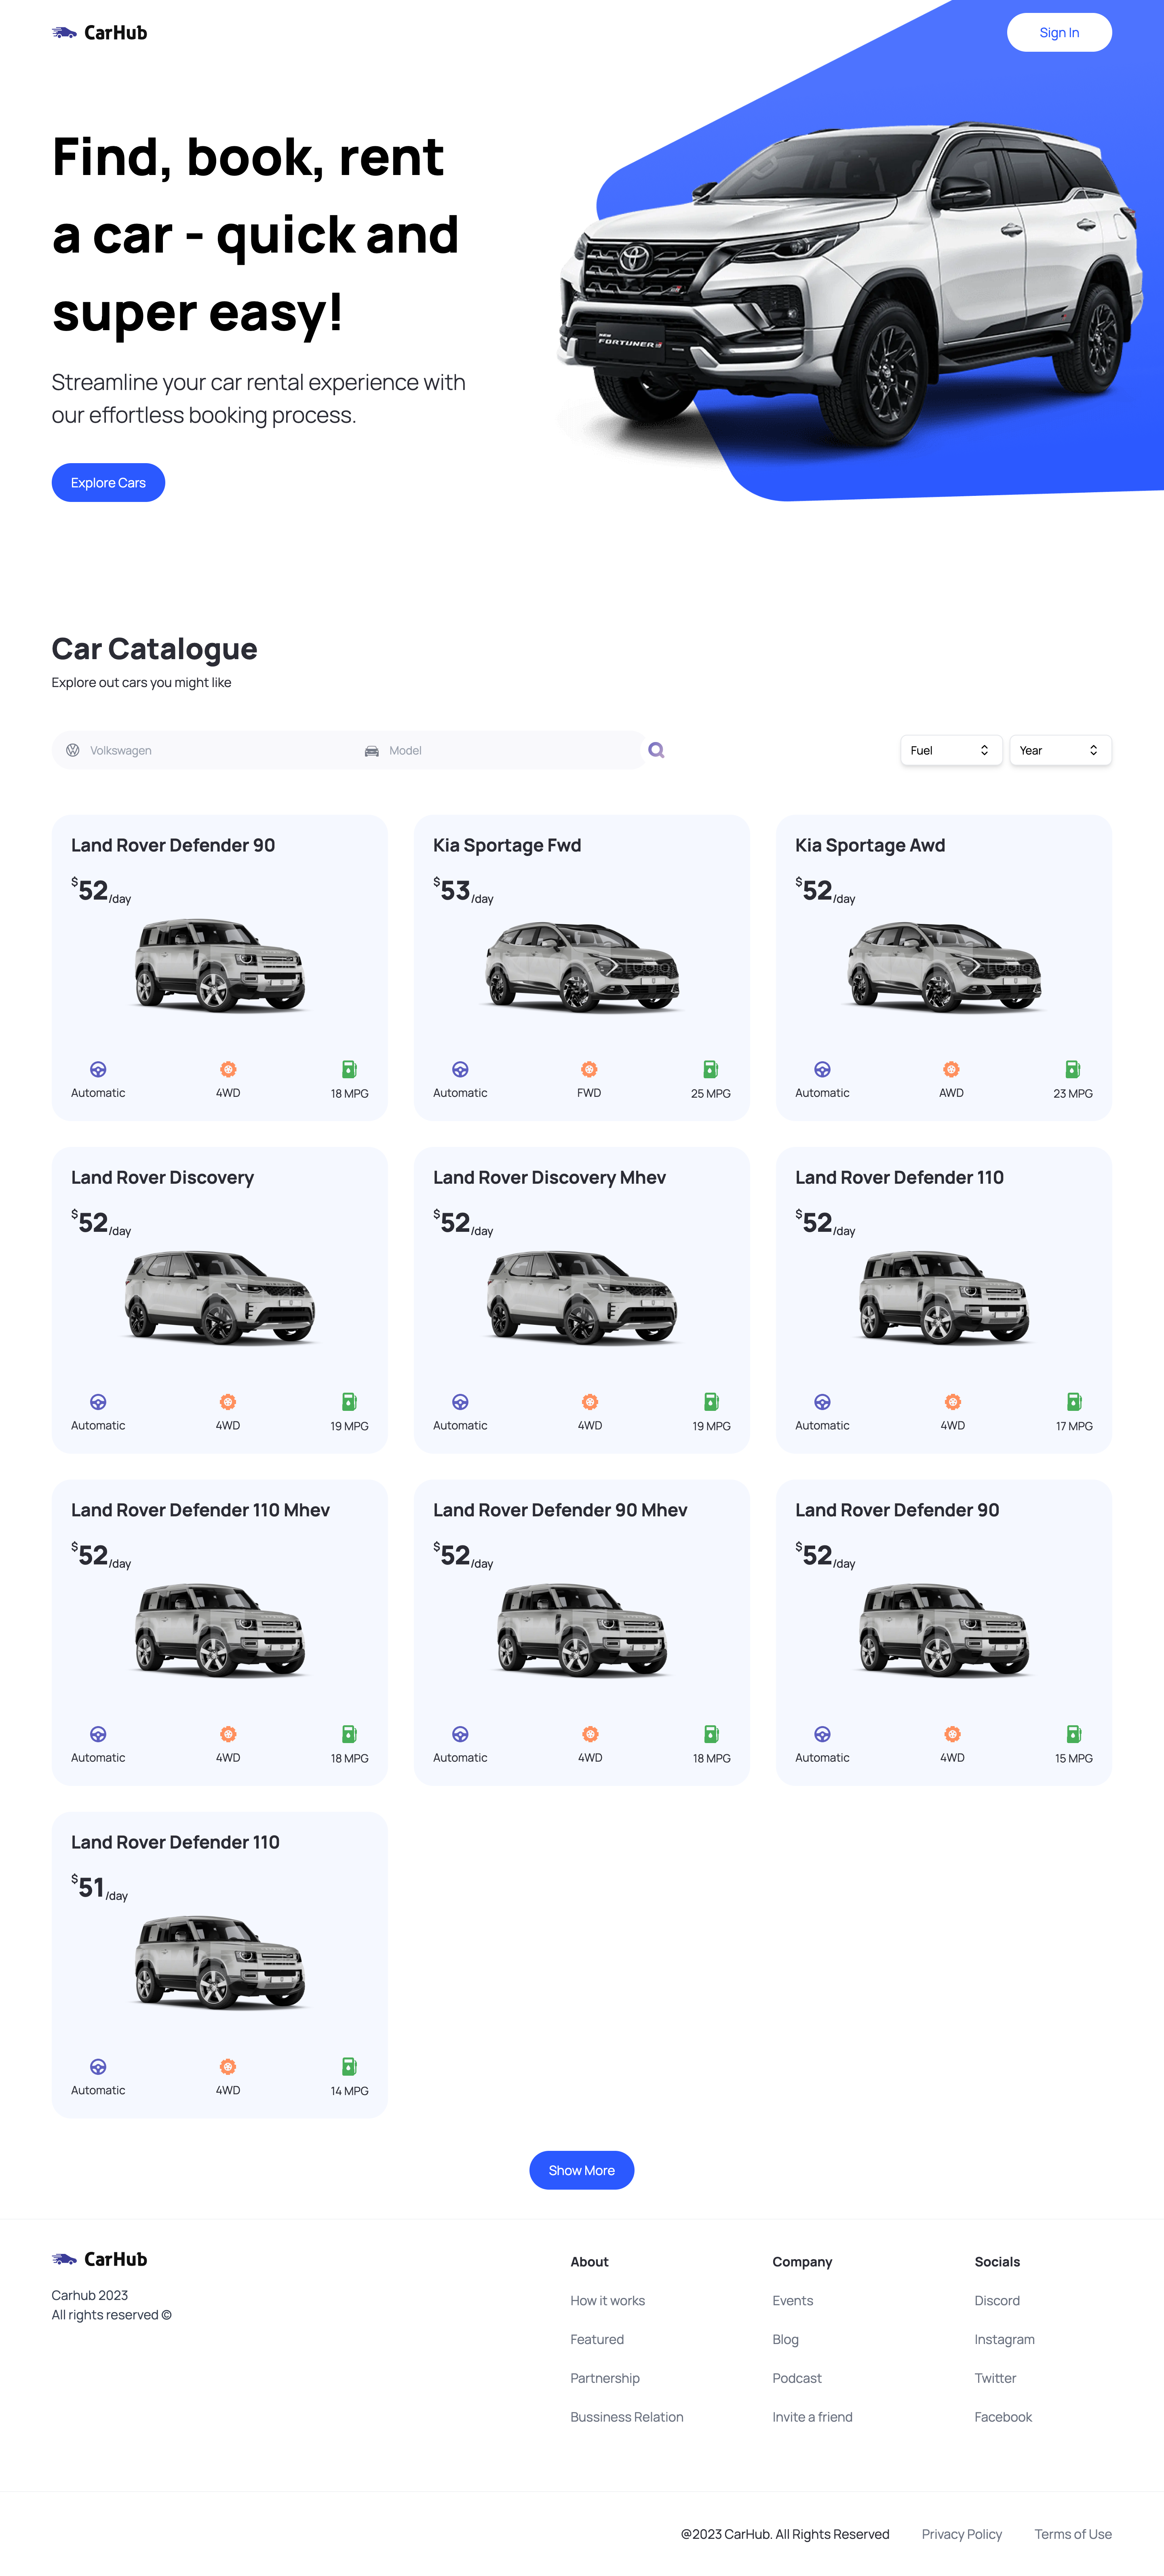 CarHub
Sign In
Find, book, rent
a car - quick and
super easy!
Streamline your car rental experience with
our effortless booking process.
Explore Cars
NEW
FORTUNER
Car Catalogue
Explore out cars you might like
Volkswagen
Model
Fuel
Year
Land Rover Defender 90
$52/day
Automatic
4WD
18 MPG
Kia Sportage Fwd
$53/day
Automatic
FWD
25 MPG
Kia Sportage Awd
$52/day
Automatic
AWD
23 MPG
Land Rover Discovery
$52/day
Automatic
4WD
19 MPG
Land Rover Discovery Mhev
$52/day
Automatic
4WD
19 MPG
Land Rover Defender 110
$52/day
Automatic
4WD
17 MPG
Land Rover Defender 110 Mhev
$52/day
Automatic
4WD
18 MPG
Land Rover Defender 90 Mhev
$52/day
Automatic
4WD
18 MPG
Land Rover Defender 90
$52/day
Automatic
4WD
15 MPG
Land Rover Defender 110
$51/day
Automatic
4WD
14 MPG
Show More
CarHub
Carhub 2023
All rights reserved ©
About
How it works
Featured
Partnership
Bussiness Relation
Company
Events
Blog
Podcast
Invite a friend
Socials
Discord
Instagram
Twitter
Facebook
@2023 CarHub. All Rights Reserved
Privacy Policy
Terms of Use